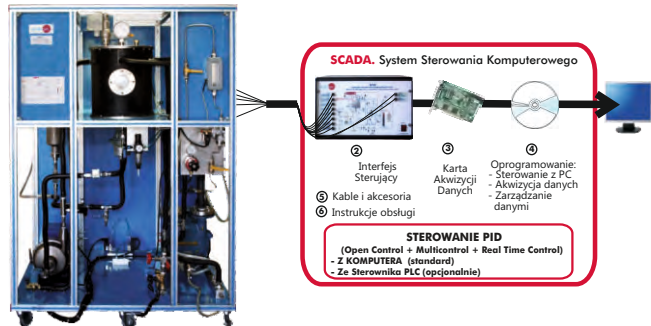 SCADA. System Sterowania Komputerowego
②
Interfejs
Sterujący
③
Karta
Akwizycji
Danych
④
Oprogramowanie:
- Sterowanie z PC
- Akwizycja danych
- Zarządzanie
danymi
⑤ Kable i akcesoria
⑥ Instrukcje obsługi
STEROWANIE PID
(Open Control + Multicontrol + Real Time Control)
- Z KOMPUTERA (standard)
- Ze Sterownika PLC (opcjonalnie)